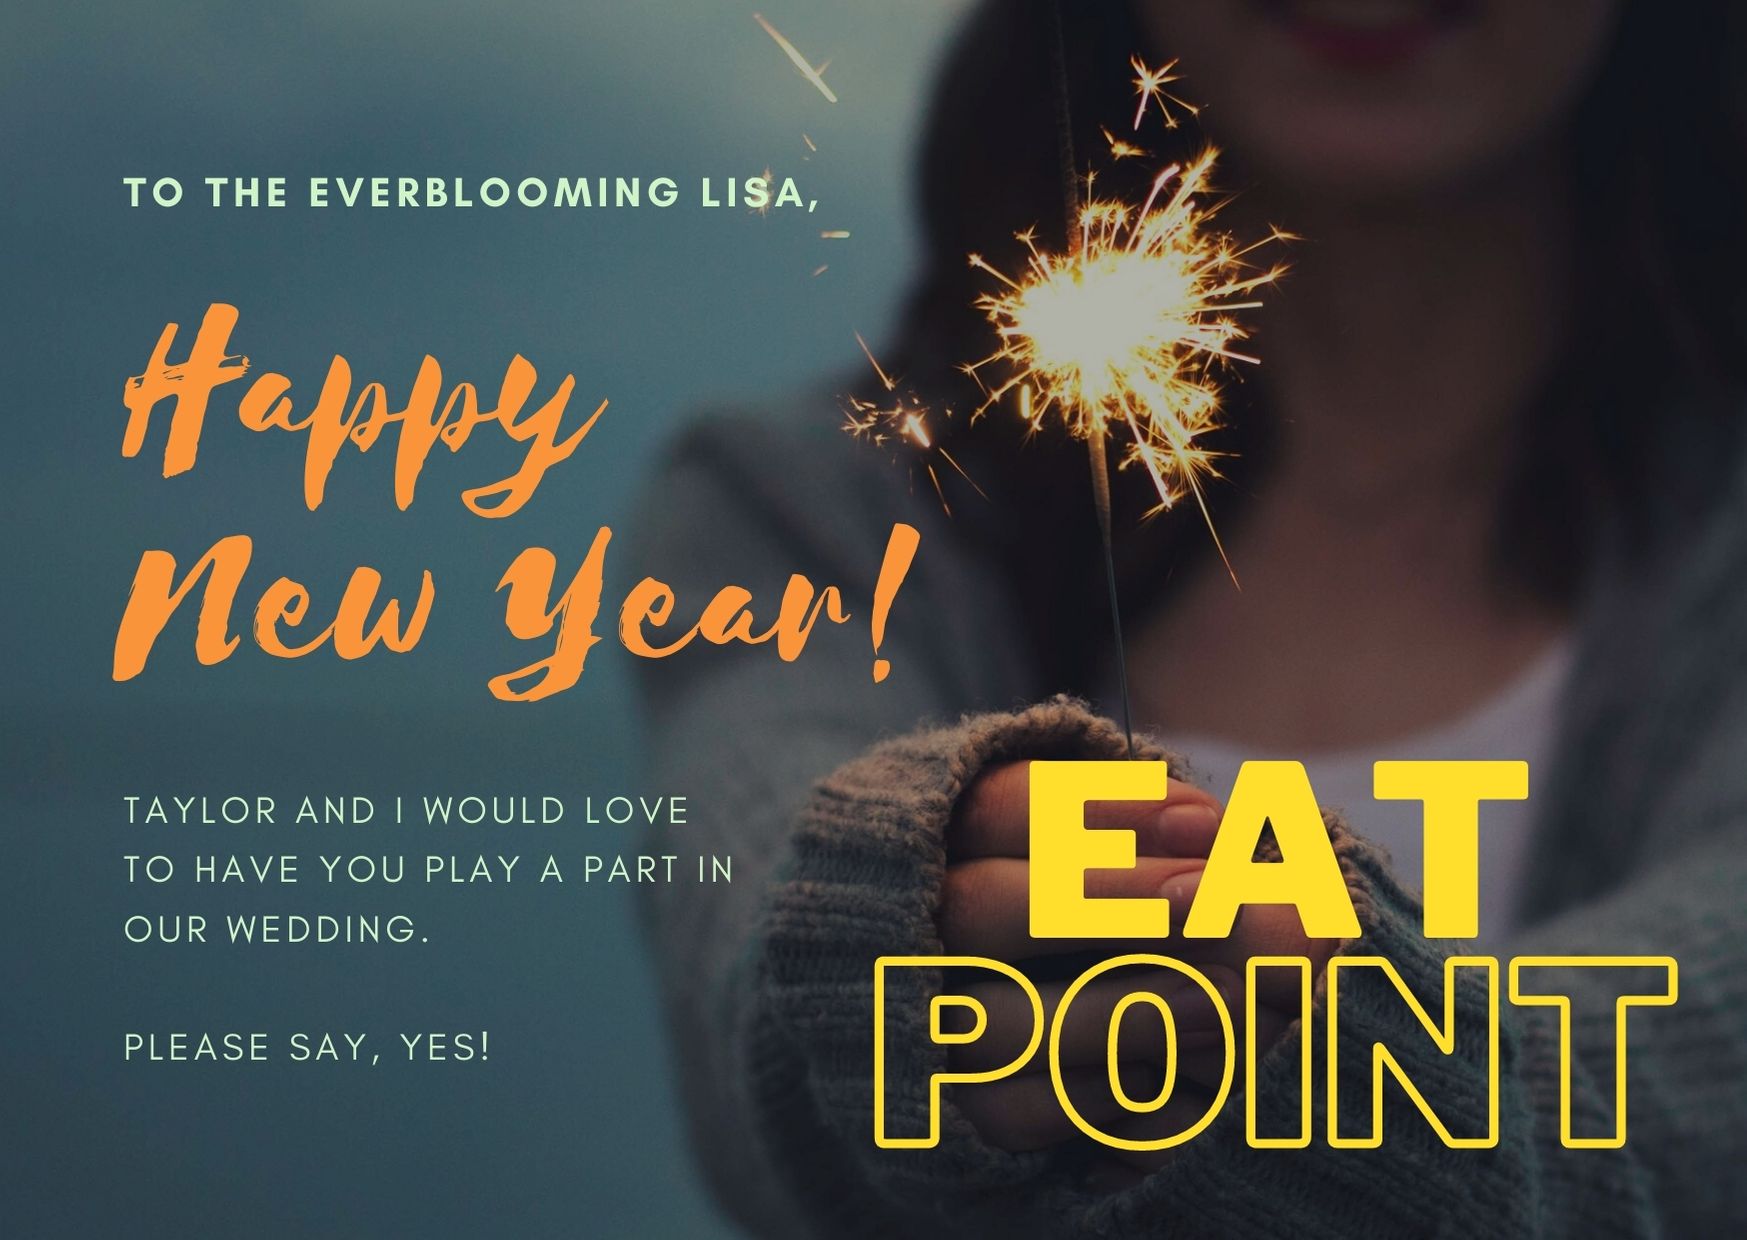 TO THE EVERBLOOMING LISA,
Happy
New Year!
TAYLOR AND I WOULD LOVE
TO HAVE YOU PLAY A PART IN
OUR WEDDING.
PLEASE SAY, YES!
EAT
POINT